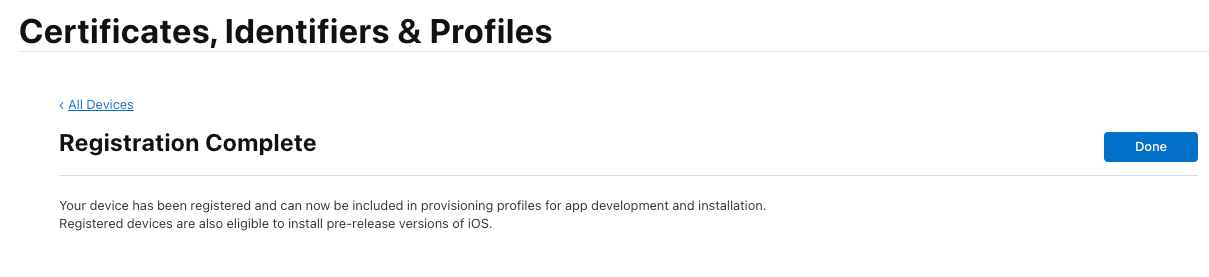 Certificates, Identifiers & Profiles
‹ All Devices
Registration Complete
Done
Your device has been registered and can now be included in provisioning profiles for app development and installation.
Registered devices are also eligible to install pre-release versions of iOS.